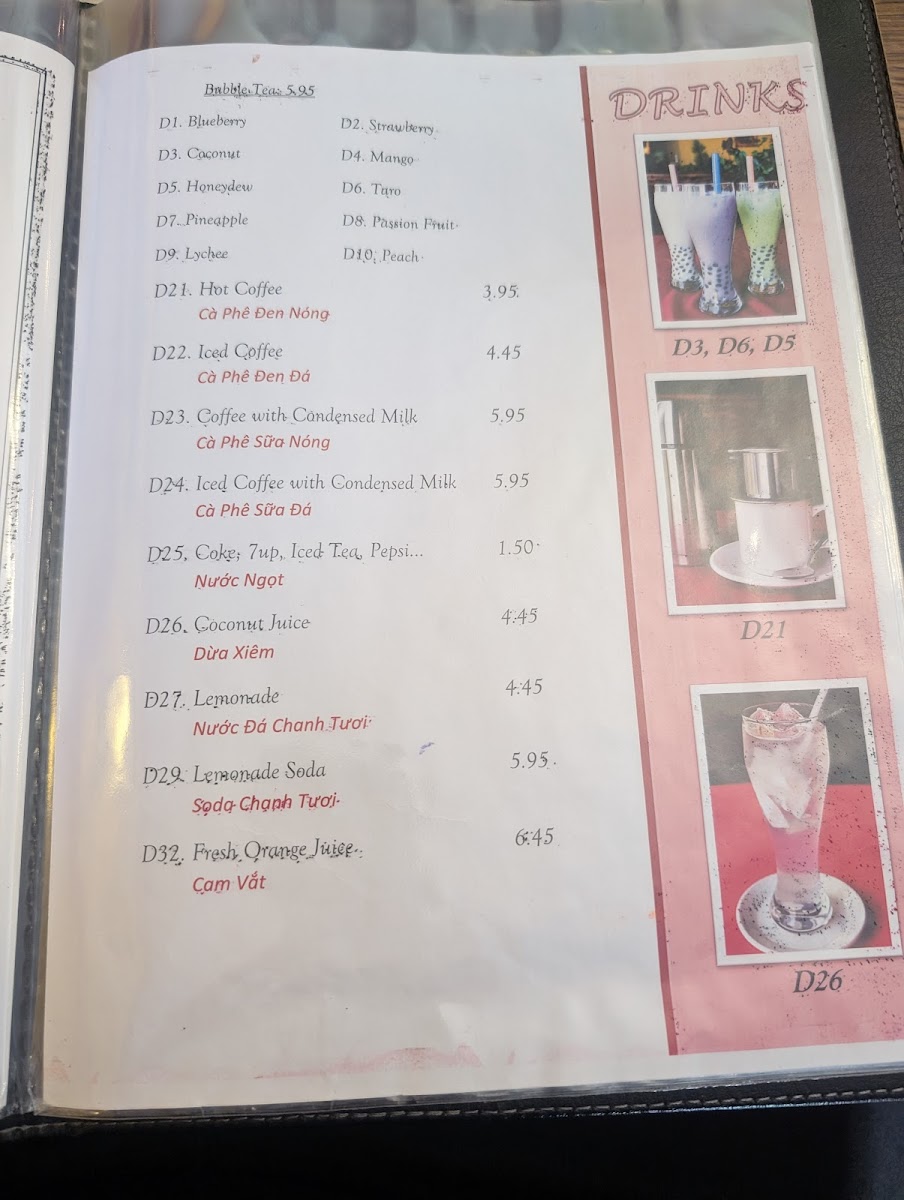 Bubble Tea: 5.95
D1. Blueberry D2. Strawberry
D3. Coconut D4. Mango
D5. Honeydew D6. Taro
D7. Pineapple D8. Passion Fruit
D9. Lychee D10. Peach
D21. Hot Coffee 3.95
Cà Phê Đen Nóng
D22. Iced Coffee 4.45
Cà Phê Đen Đá
D23. Coffee with Condensed Milk 5.95
Cà Phê Sữa Nóng
D24. Iced Coffee with Condensed Milk 5.95
Cà Phê Sữa Đá
D25. Coke, 7up, Iced Tea, Pepsi... 1.50
Nước Ngọt
D26. Coconut Juice 4.45
Dừa Xiêm
D27. Lemonade 4.45
Nước Đá Chanh Tươi
D29. Lemonade Soda 5.95
Soda Chanh Tươi
D32. Fresh Orange Juice 6.45
Cam Vắt
DRINKS
D3, D6, D5
D21
D26